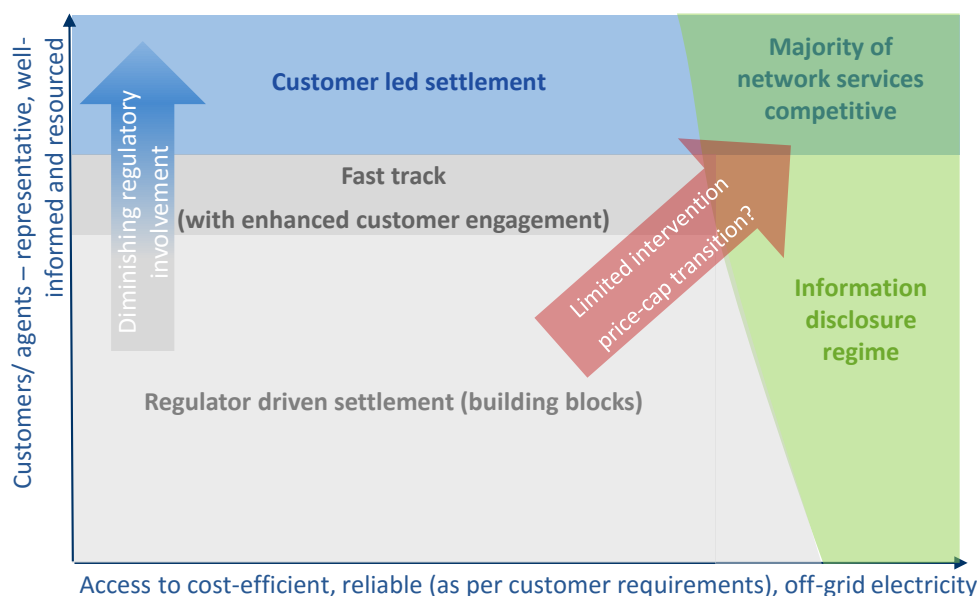 Customers/ agents – representative, well-
informed and resourced
Diminishing regulatory
involvement
Customer led settlement
Majority of
network services
competitive
Fast track
(with enhanced customer engagement)
Limited intervention
price-cap transition?
Information
disclosure
regime
Regulator driven settlement (building blocks)
Access to cost-efficient, reliable (as per customer requirements), off-grid electricity